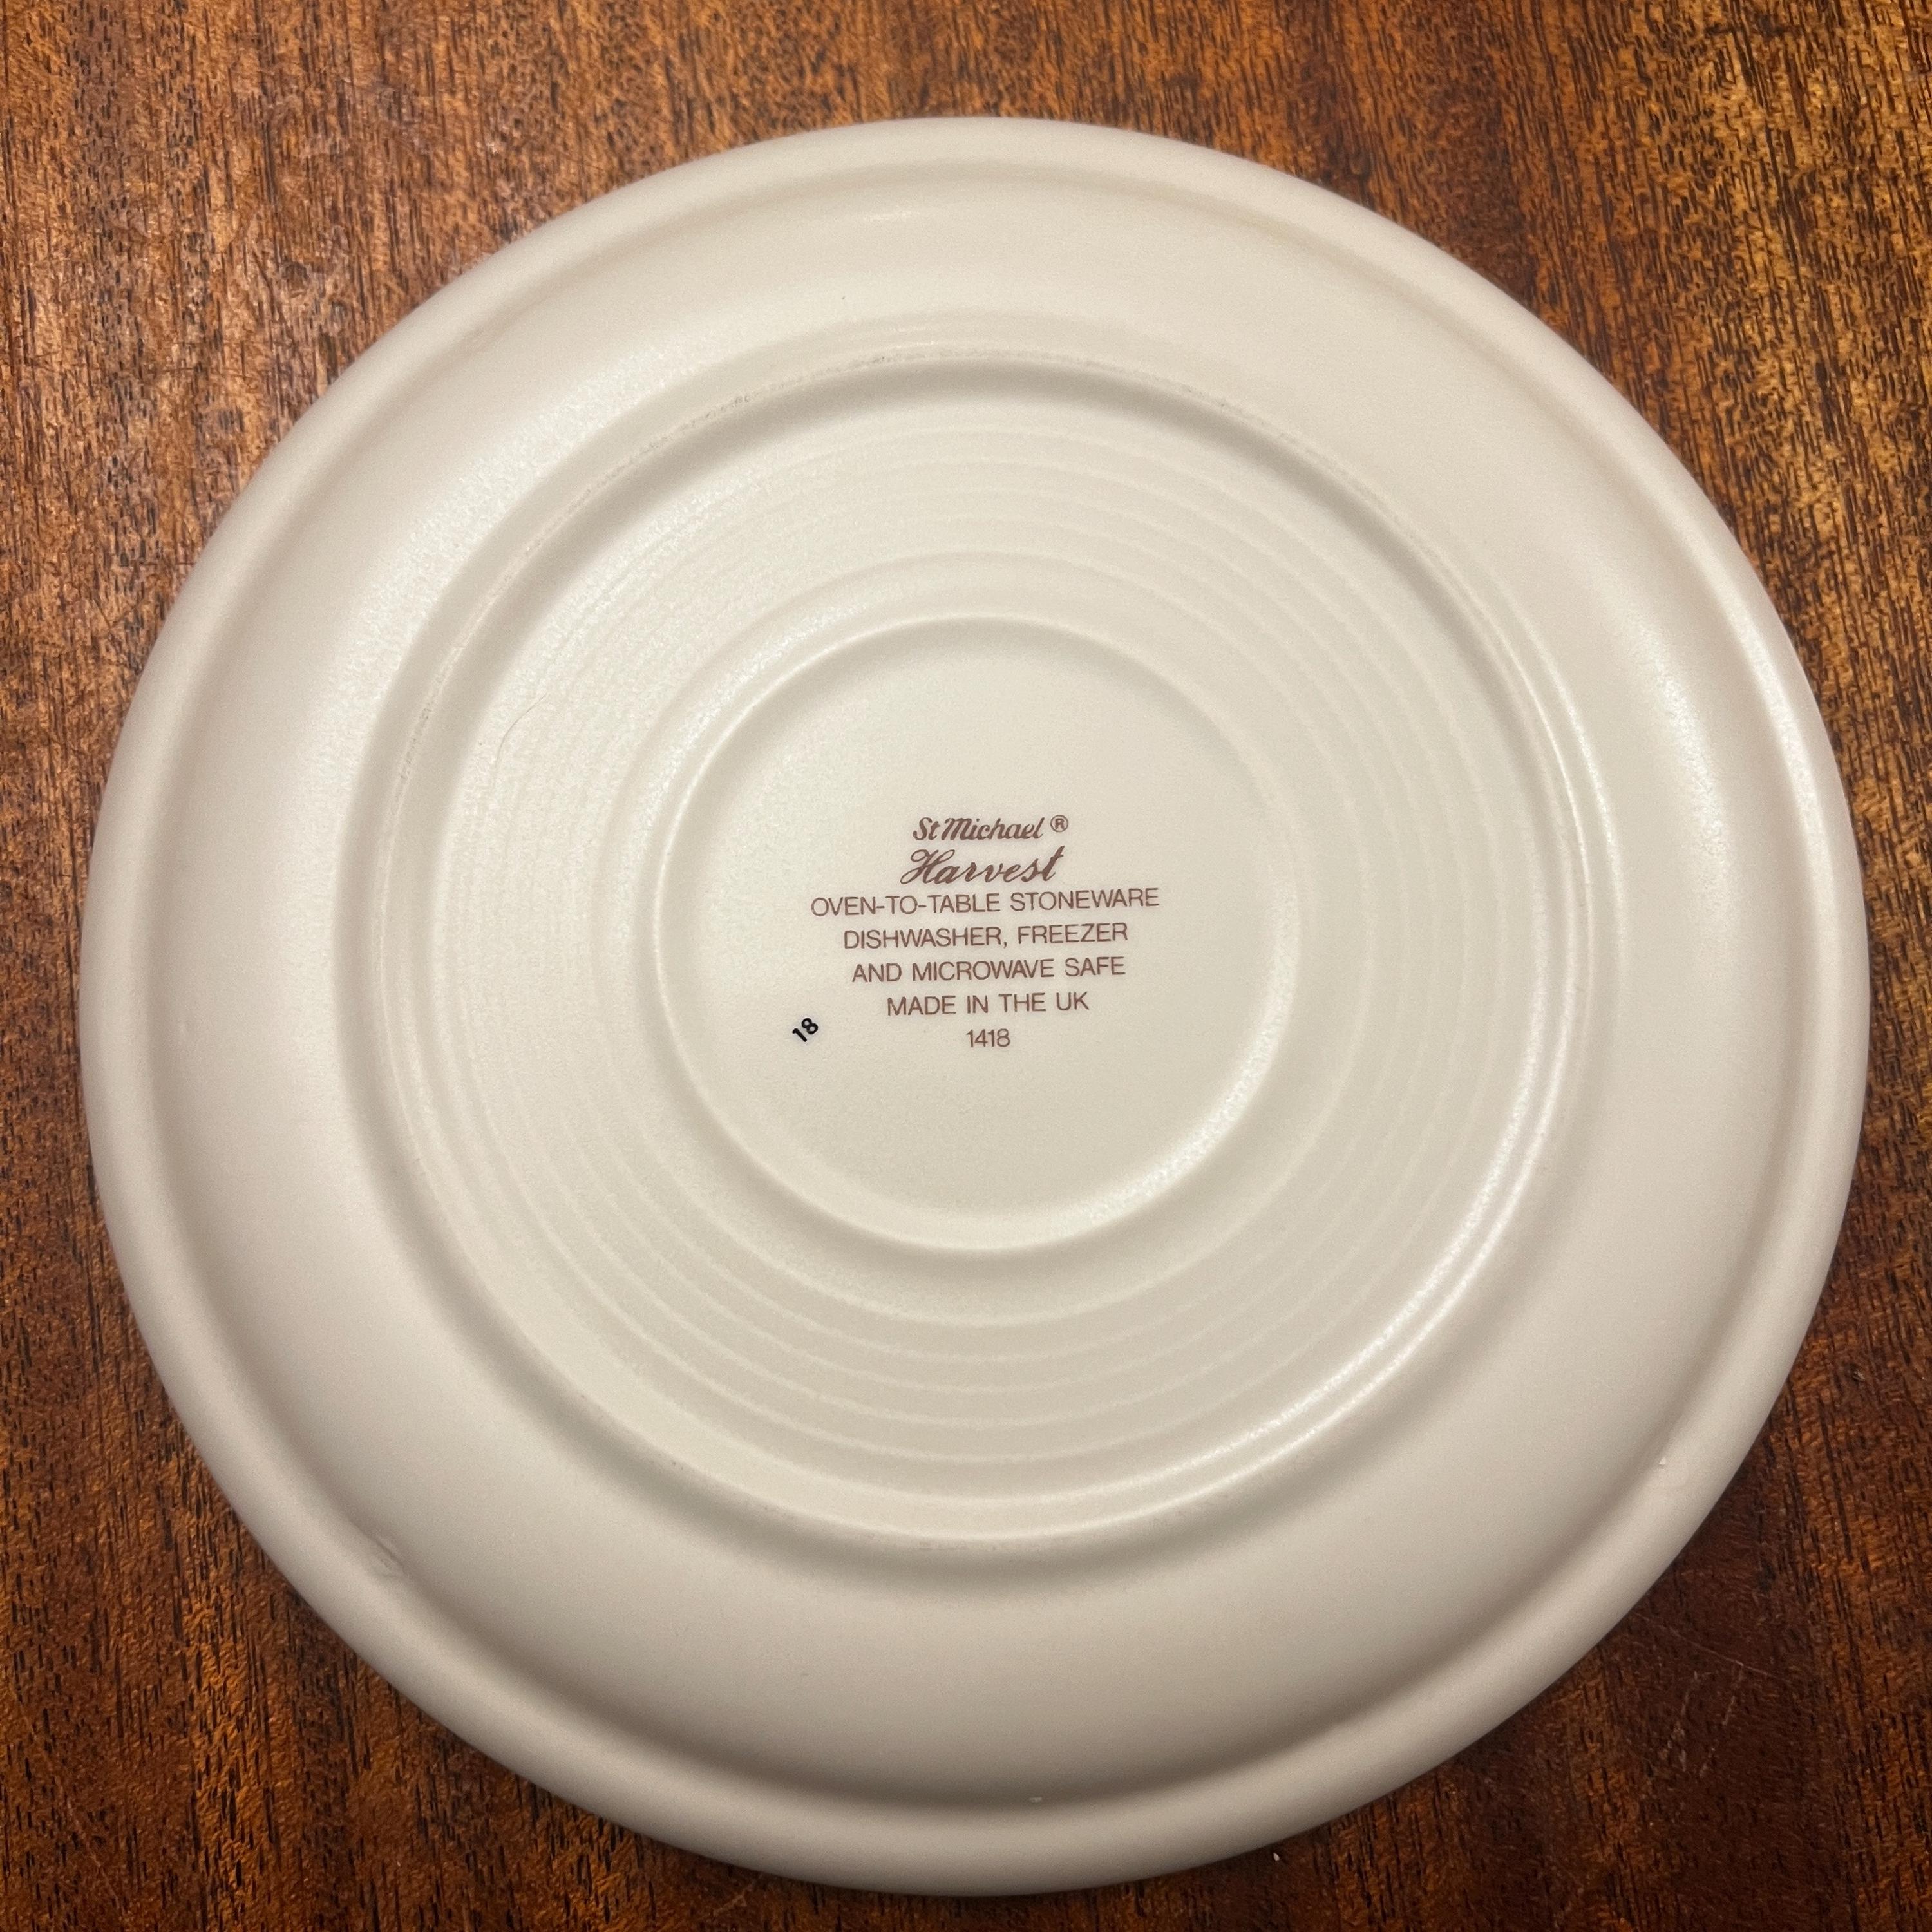 St Michael ®
Harvest
OVEN-TO-TABLE STONEWARE
DISHWASHER, FREEZER
AND MICROWAVE SAFE
MADE IN THE UK
1418
18